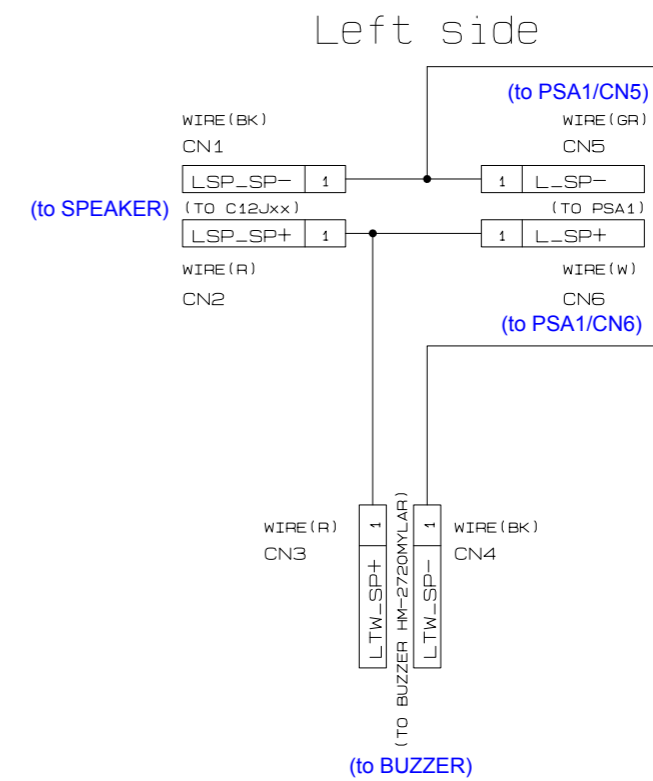 Left side
(to PSA1/CN5)
WIRE(BK)
WIRE(GR)
CN1
CN5
LSP_SP- 1
1 L_SP-
(to SPEAKER)
(TO C12Jxx)
(TO PSA1)
LSP_SP+ 1
1 L_SP+
WIRE(R)
WIRE(W)
CN2
CN6
(to PSA1/CN6)
WIRE(R)
CN3
1
LTW_SP+
(TO BUZZER HM-2720MYLAR)
1
LTW_SP-
WIRE(BK)
CN4
(to BUZZER)